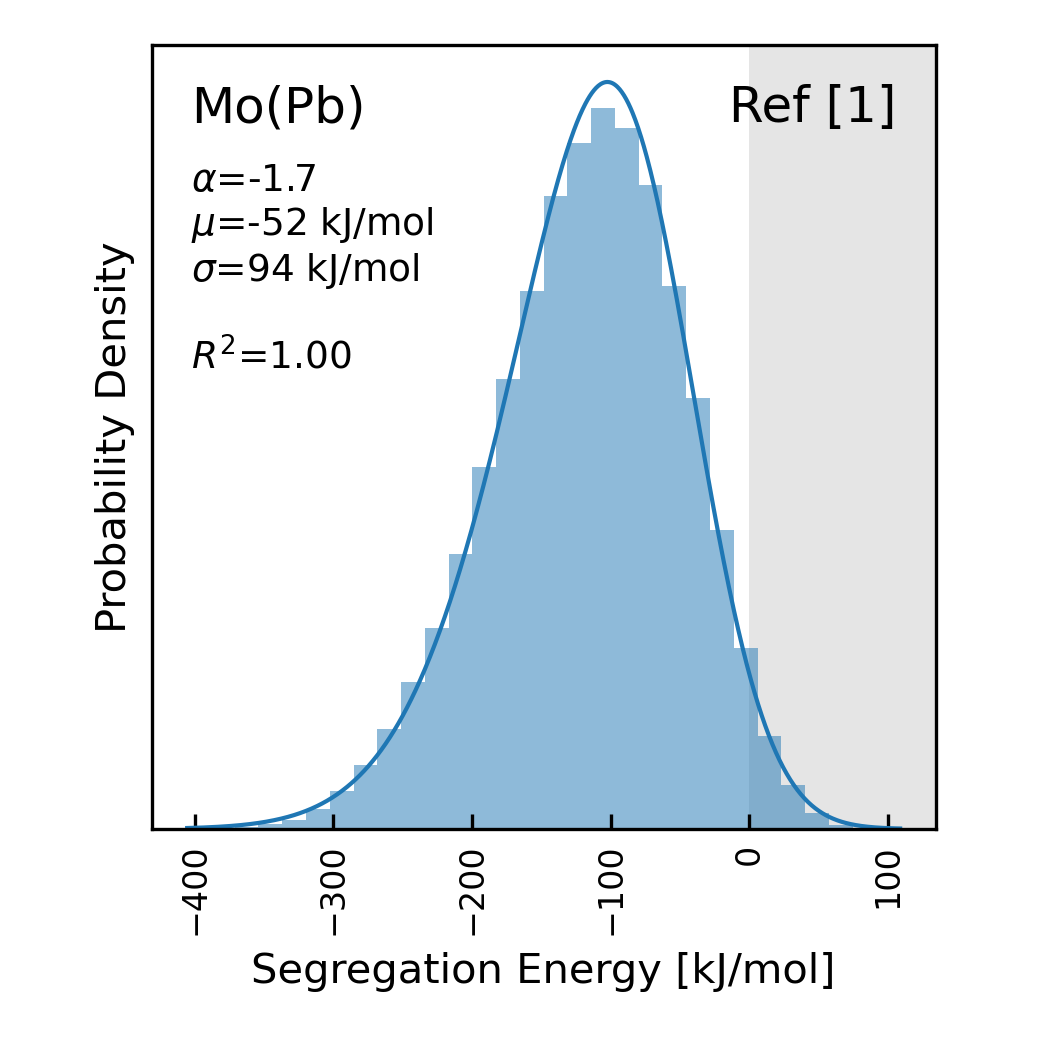 Mo(Pb)
Ref [1]
α=-1.7
μ=-52 kJ/mol
σ=94 kJ/mol
R²=1.00
Probability Density
−400
−300
−200
−100
0
100
Segregation Energy [kJ/mol]